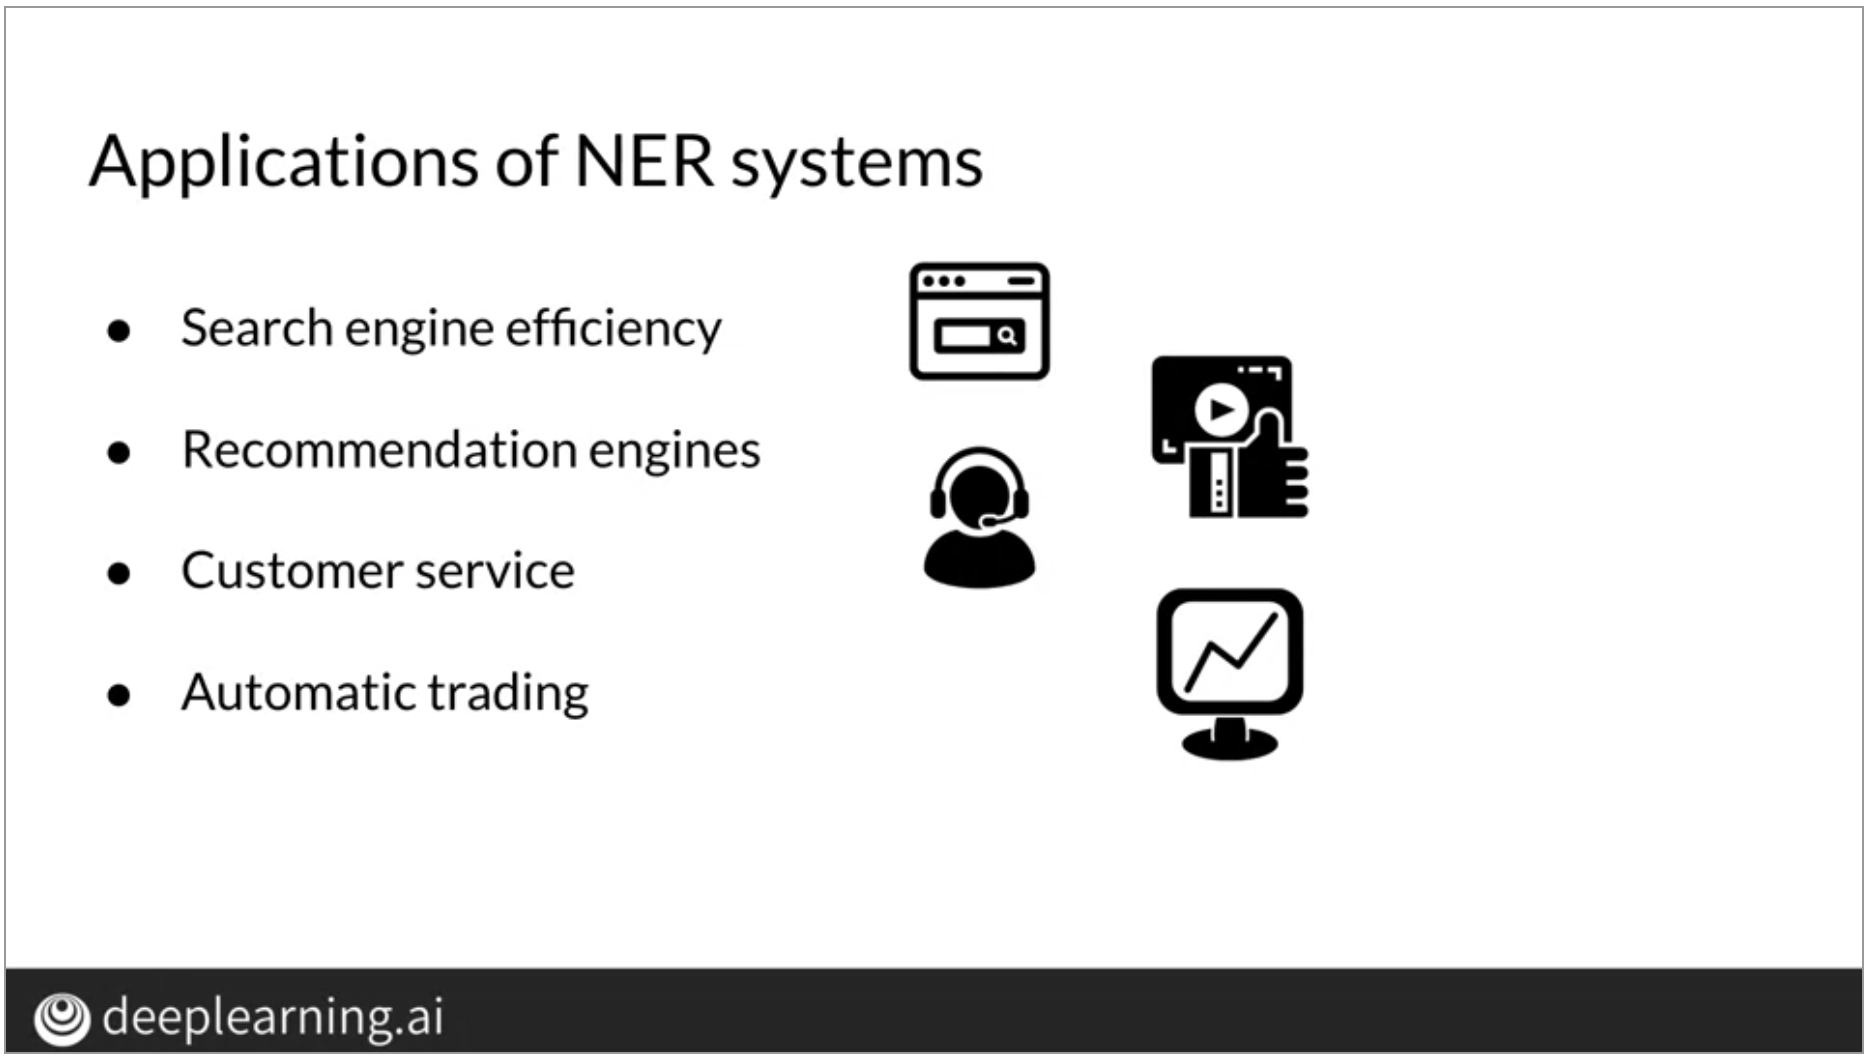 Applications of NER systems
● Search engine efficiency
● Recommendation engines
● Customer service
● Automatic trading
deeplearning.ai